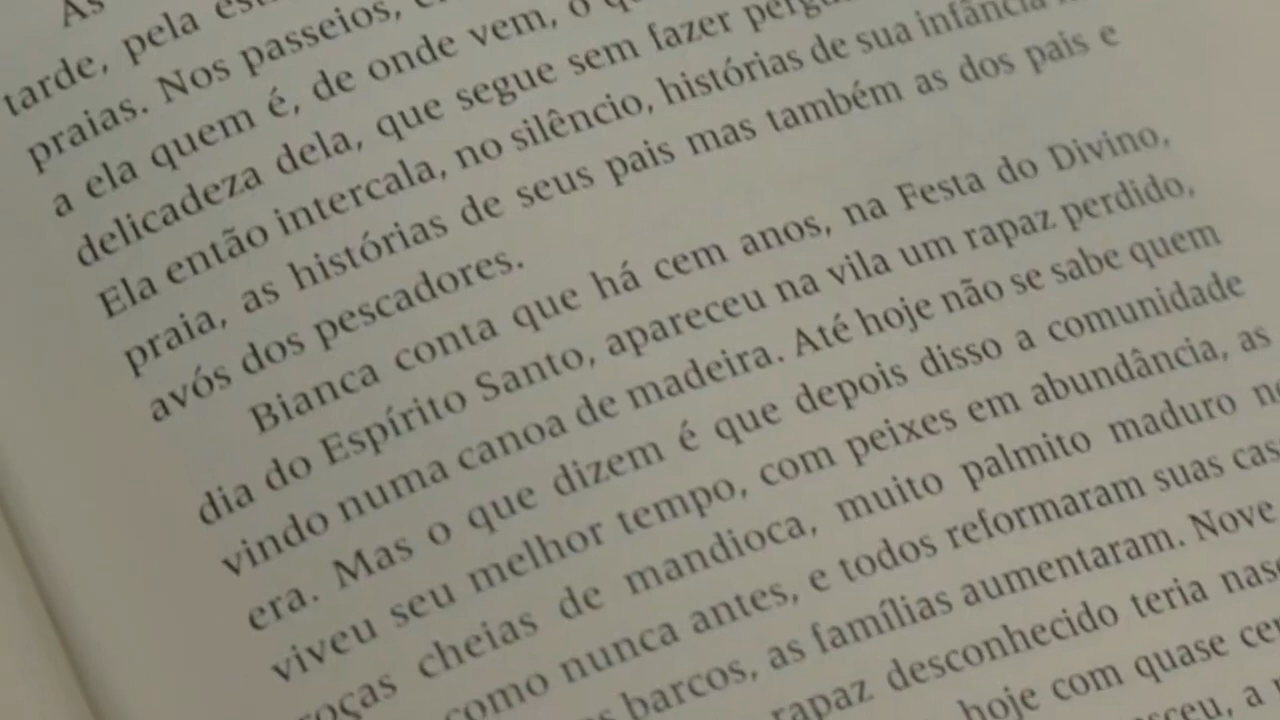 As
tarde, pela
praias. Nos passeios,
a ela quem é, de onde vem, o
delicadeza dela, que segue sem fazer
Ela então intercala, no silêncio, histórias de sua infância
praia, as histórias de seus pais mas também as dos pais e
avós dos pescadores.
Bianca conta que há cem anos, na Festa do Divino,
dia do Espírito Santo, apareceu na vila um rapaz perdido,
vindo numa canoa de madeira. Até hoje não se sabe quem
era. Mas o que dizem é que depois disso a comunidade
viveu seu melhor tempo, com peixes em abundância, as
roças cheias de mandioca, muito palmito maduro
como nunca antes, e todos reformaram suas
barcos, as famílias aumentaram. Nove
rapaz desconhecido teria
hoje com quase
a